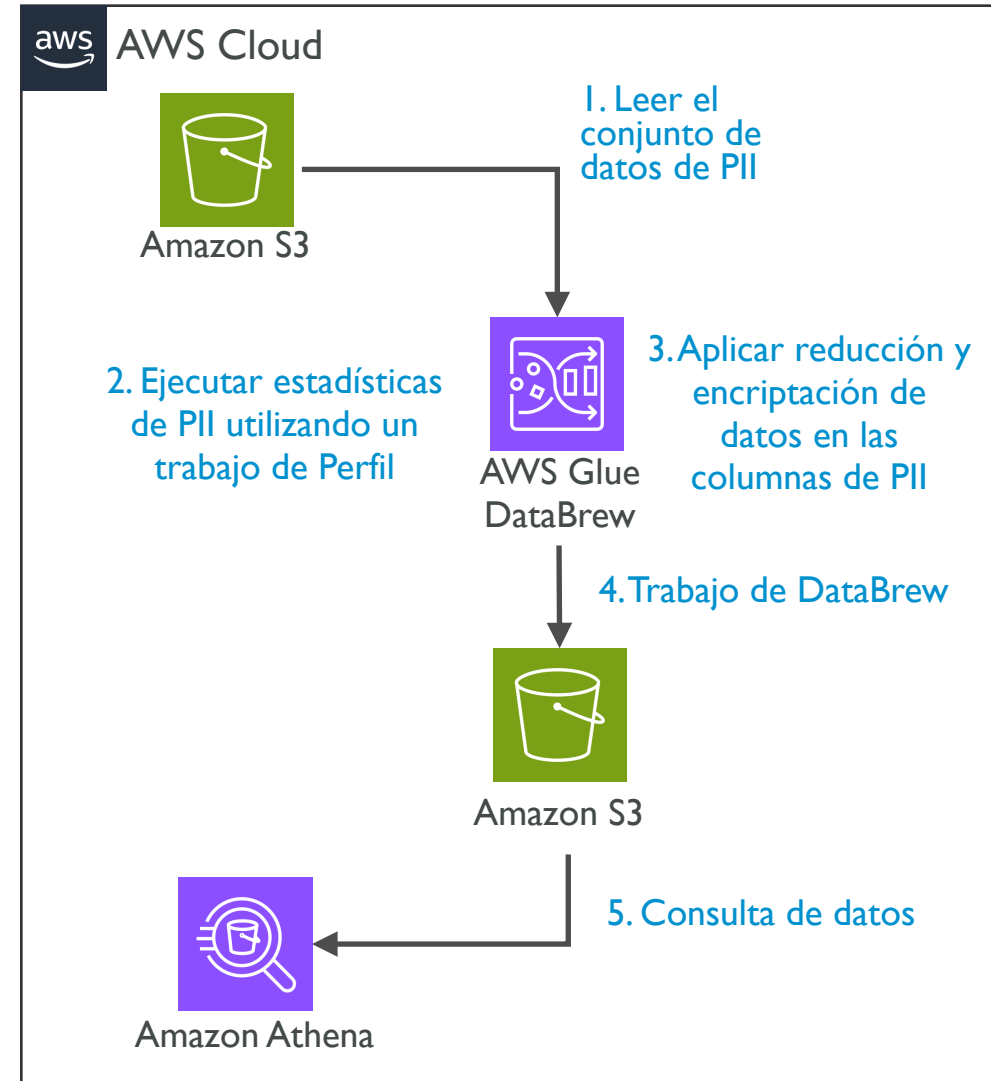 aws
AWS Cloud
1. Leer el
conjunto de
datos de PII
Amazon S3
2. Ejecutar estadísticas
de PII utilizando un
trabajo de Perfil
3. Aplicar reducción y
encriptación de
datos en las
columnas de PII
AWS Glue
DataBrew
4. Trabajo de DataBrew
Amazon S3
5. Consulta de datos
Amazon Athena